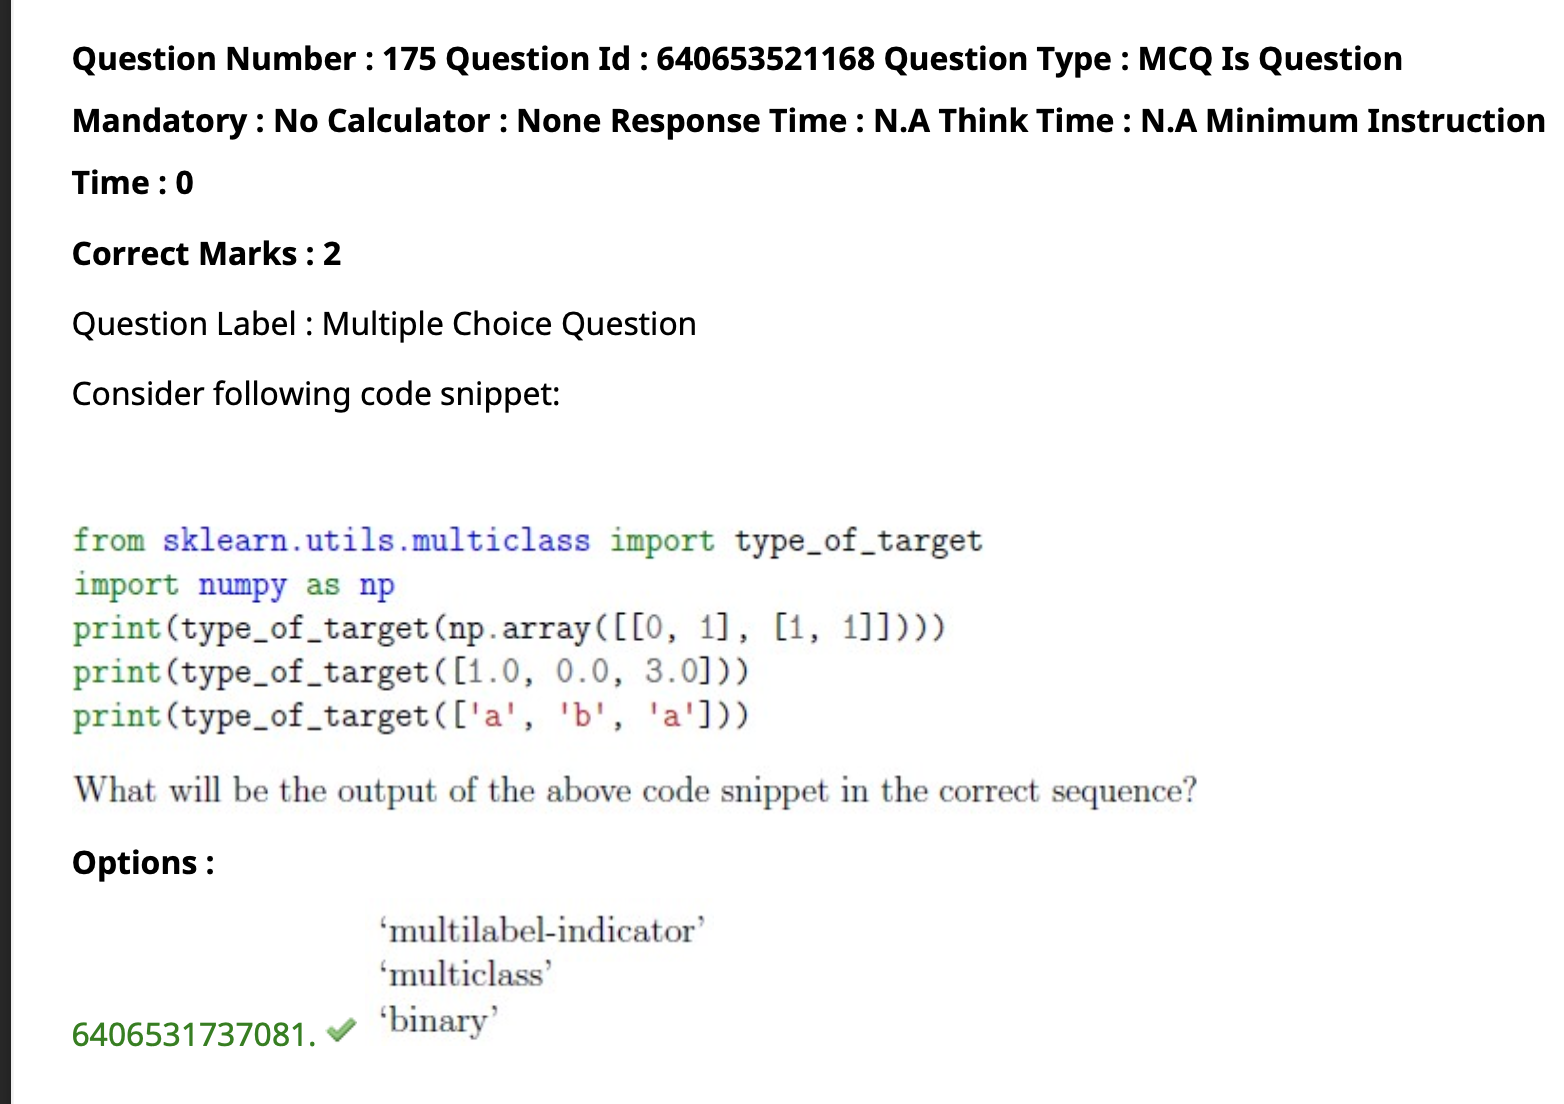 Question Number : 175 Question Id : 640653521168 Question Type : MCQ Is Question
Mandatory : No Calculator : None Response Time : N.A Think Time : N.A Minimum Instruction
Time : 0
Correct Marks : 2
Question Label : Multiple Choice Question
Consider following code snippet:
from sklearn.utils.multiclass import type_of_target
import numpy as np
print(type_of_target(np.array([[0, 1], [1, 1]])))
print(type_of_target([1.0, 0.0, 3.0]))
print(type_of_target(['a', 'b', 'a']))
What will be the output of the above code snippet in the correct sequence?
Options :
‘multilabel-indicator’
‘multiclass’
‘binary’
6406531737081. ✔